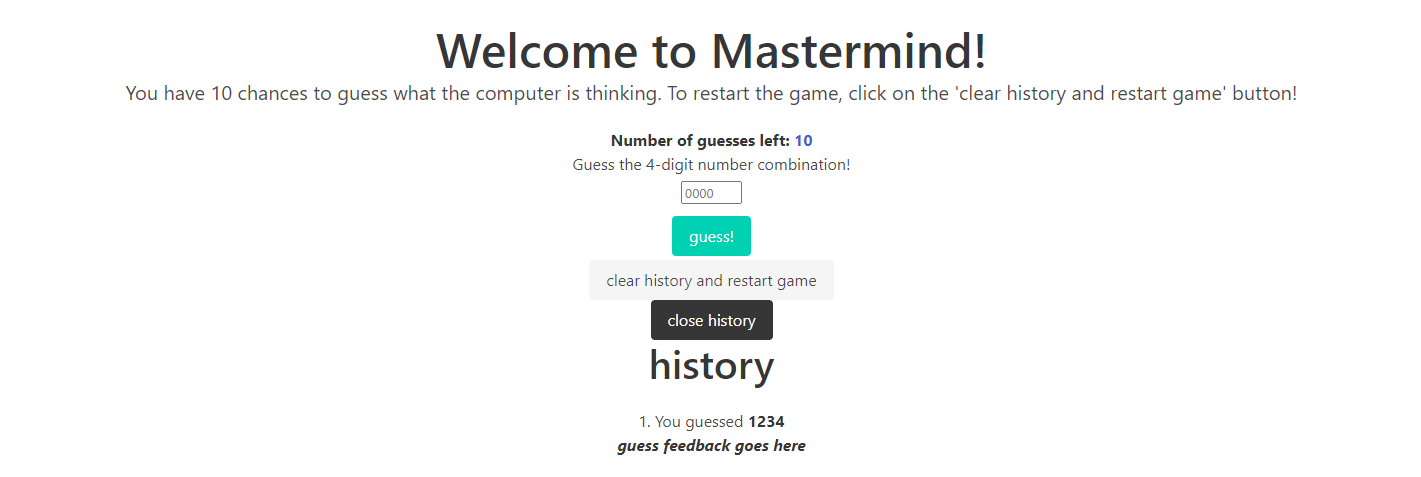 Welcome to Mastermind!
You have 10 chances to guess what the computer is thinking. To restart the game, click on the 'clear history and restart game' button!
Number of guesses left: 10
Guess the 4-digit number combination!
0000
guess!
clear history and restart game
close history
history
1. You guessed 1234
guess feedback goes here